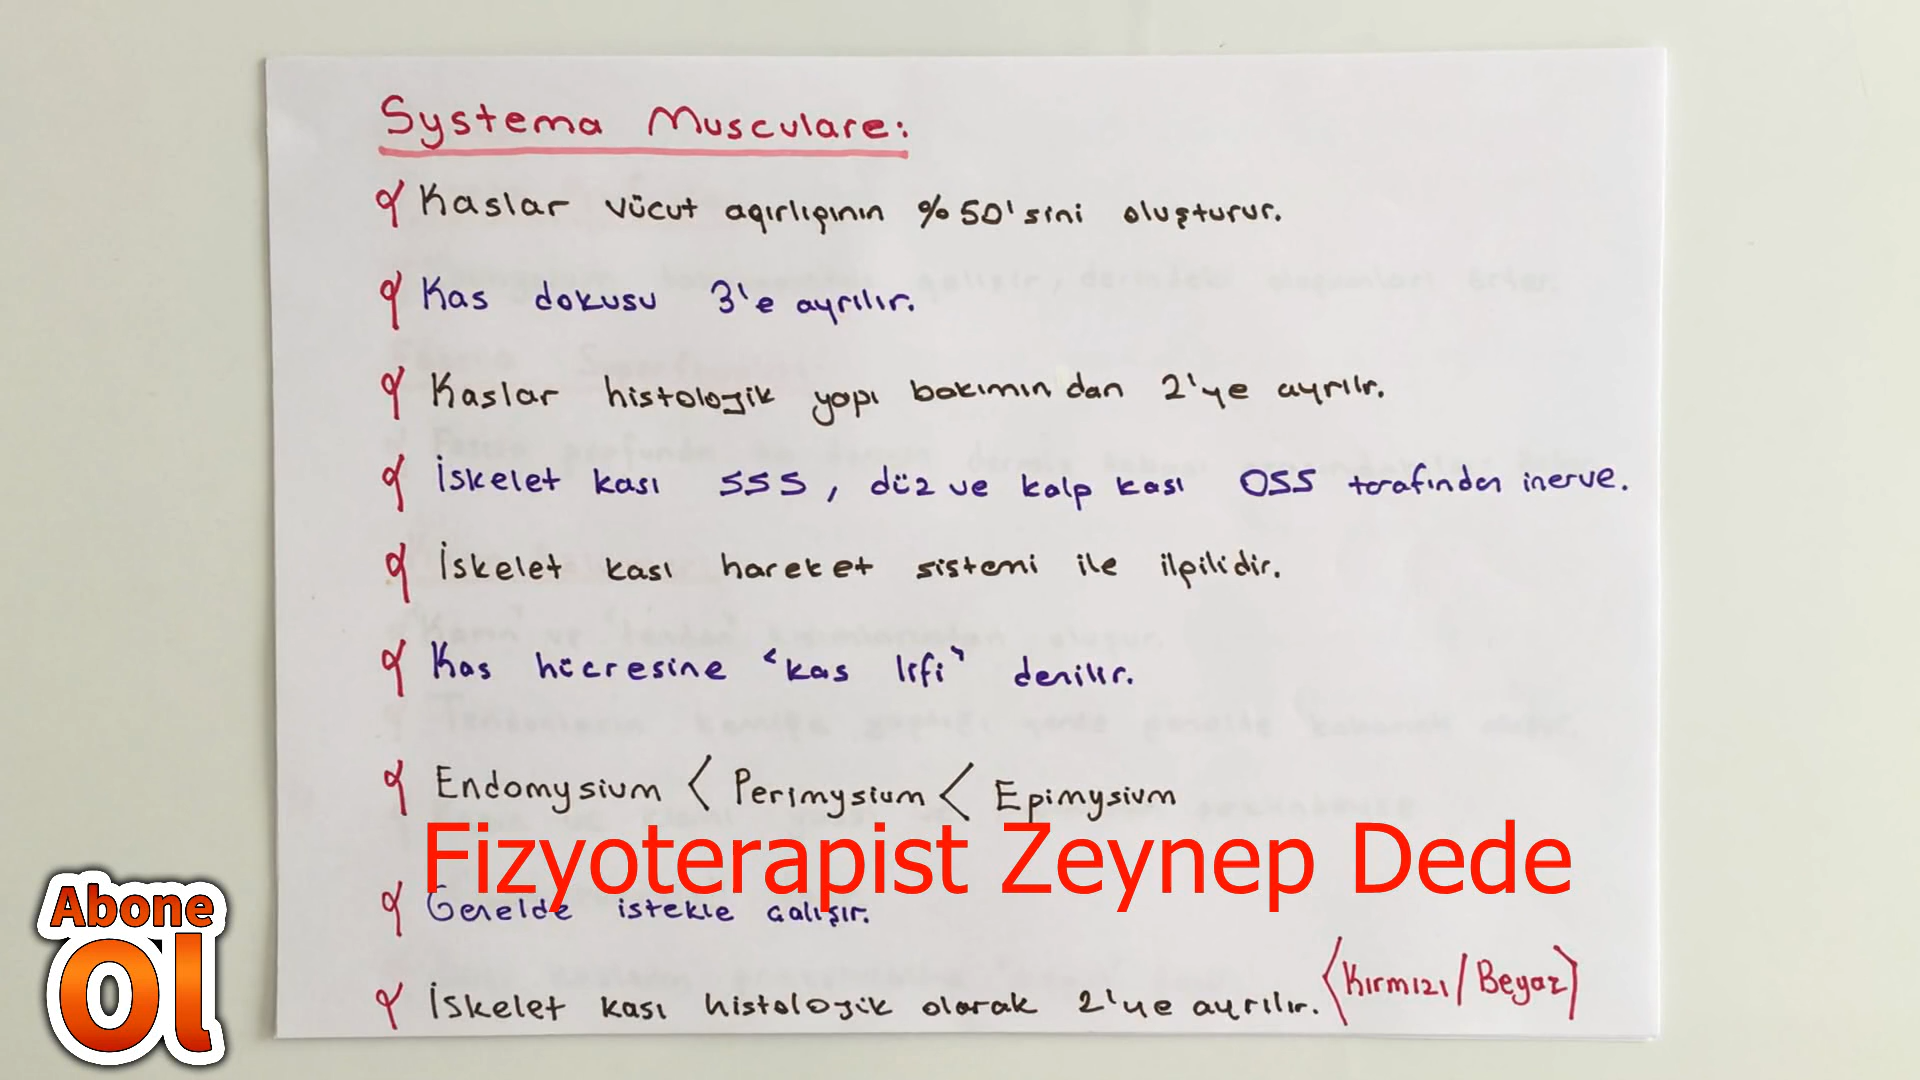 Systema Musculare:
Kaslar vücut ağırlığının %50'sini oluşturur.
Kas dokusu 3'e ayrılır.
Kaslar histolojik yapı bakımından 2'ye ayrılır.
İskelet kası SSS, düz ve kalp kası OSS tarafından inerve.
İskelet kası hareket sistemi ile ilgilidir.
Kas hücresine "kas lifi" denilir.
Endomysium < Perimysium < Epimysium
Fizyoterapist Zeynep Dede
Genelde istekle çalışır.
İskelet kası histolojik olarak 2'ye ayrılır. (Kırmızı/Beyaz)
Abone
Ol